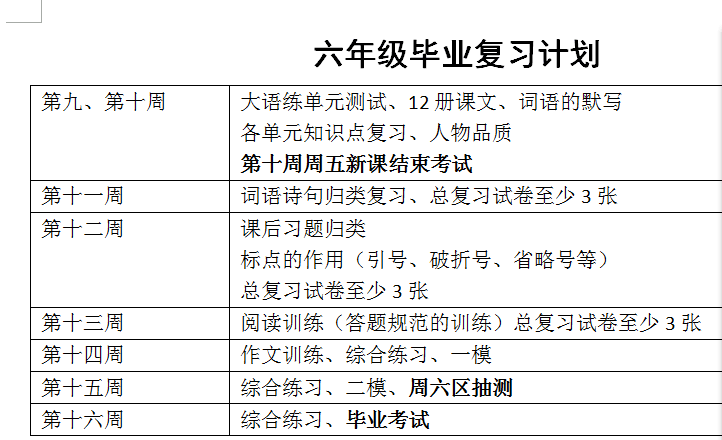 六年级毕业复习计划
第九、第十周
大语练单元测试、12 册课文、词语的默写
各单元知识点复习、人物品质
第十周周五新课结束考试
第十一周
词语诗句归类复习、总复习试卷至少 3 张
第十二周
课后习题归类
标点的作用（引号、破折号、省略号等）
总复习试卷至少 3 张
第十三周
阅读训练（答题规范的训练）总复习试卷至少 3 张
第十四周
作文训练、综合练习、一模
第十五周
综合练习、二模、周六区抽测
第十六周
综合练习、毕业考试